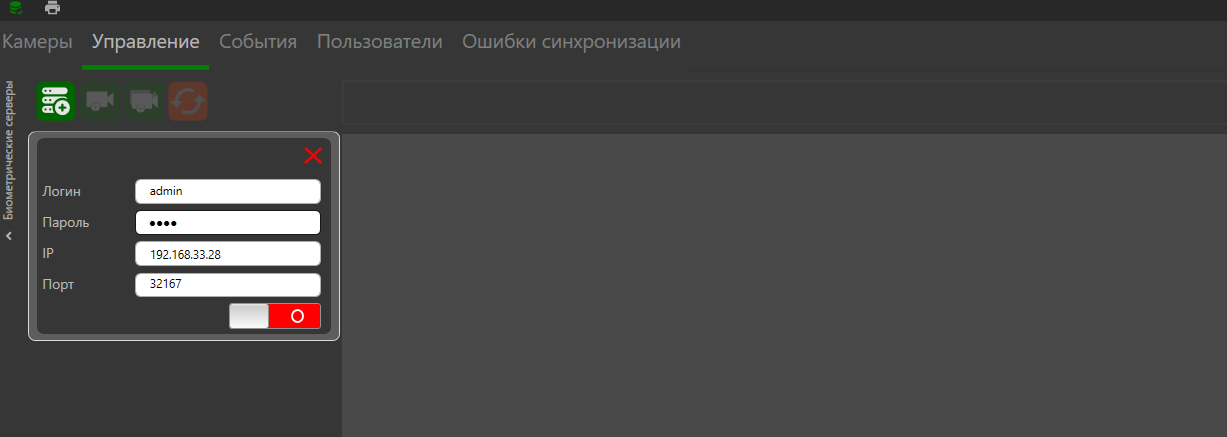 Камеры Управление События Пользователи Ошибки синхронизации
Биометрические серверы
Логин admin
Пароль ••••
IP 192.168.33.28
Порт 32167